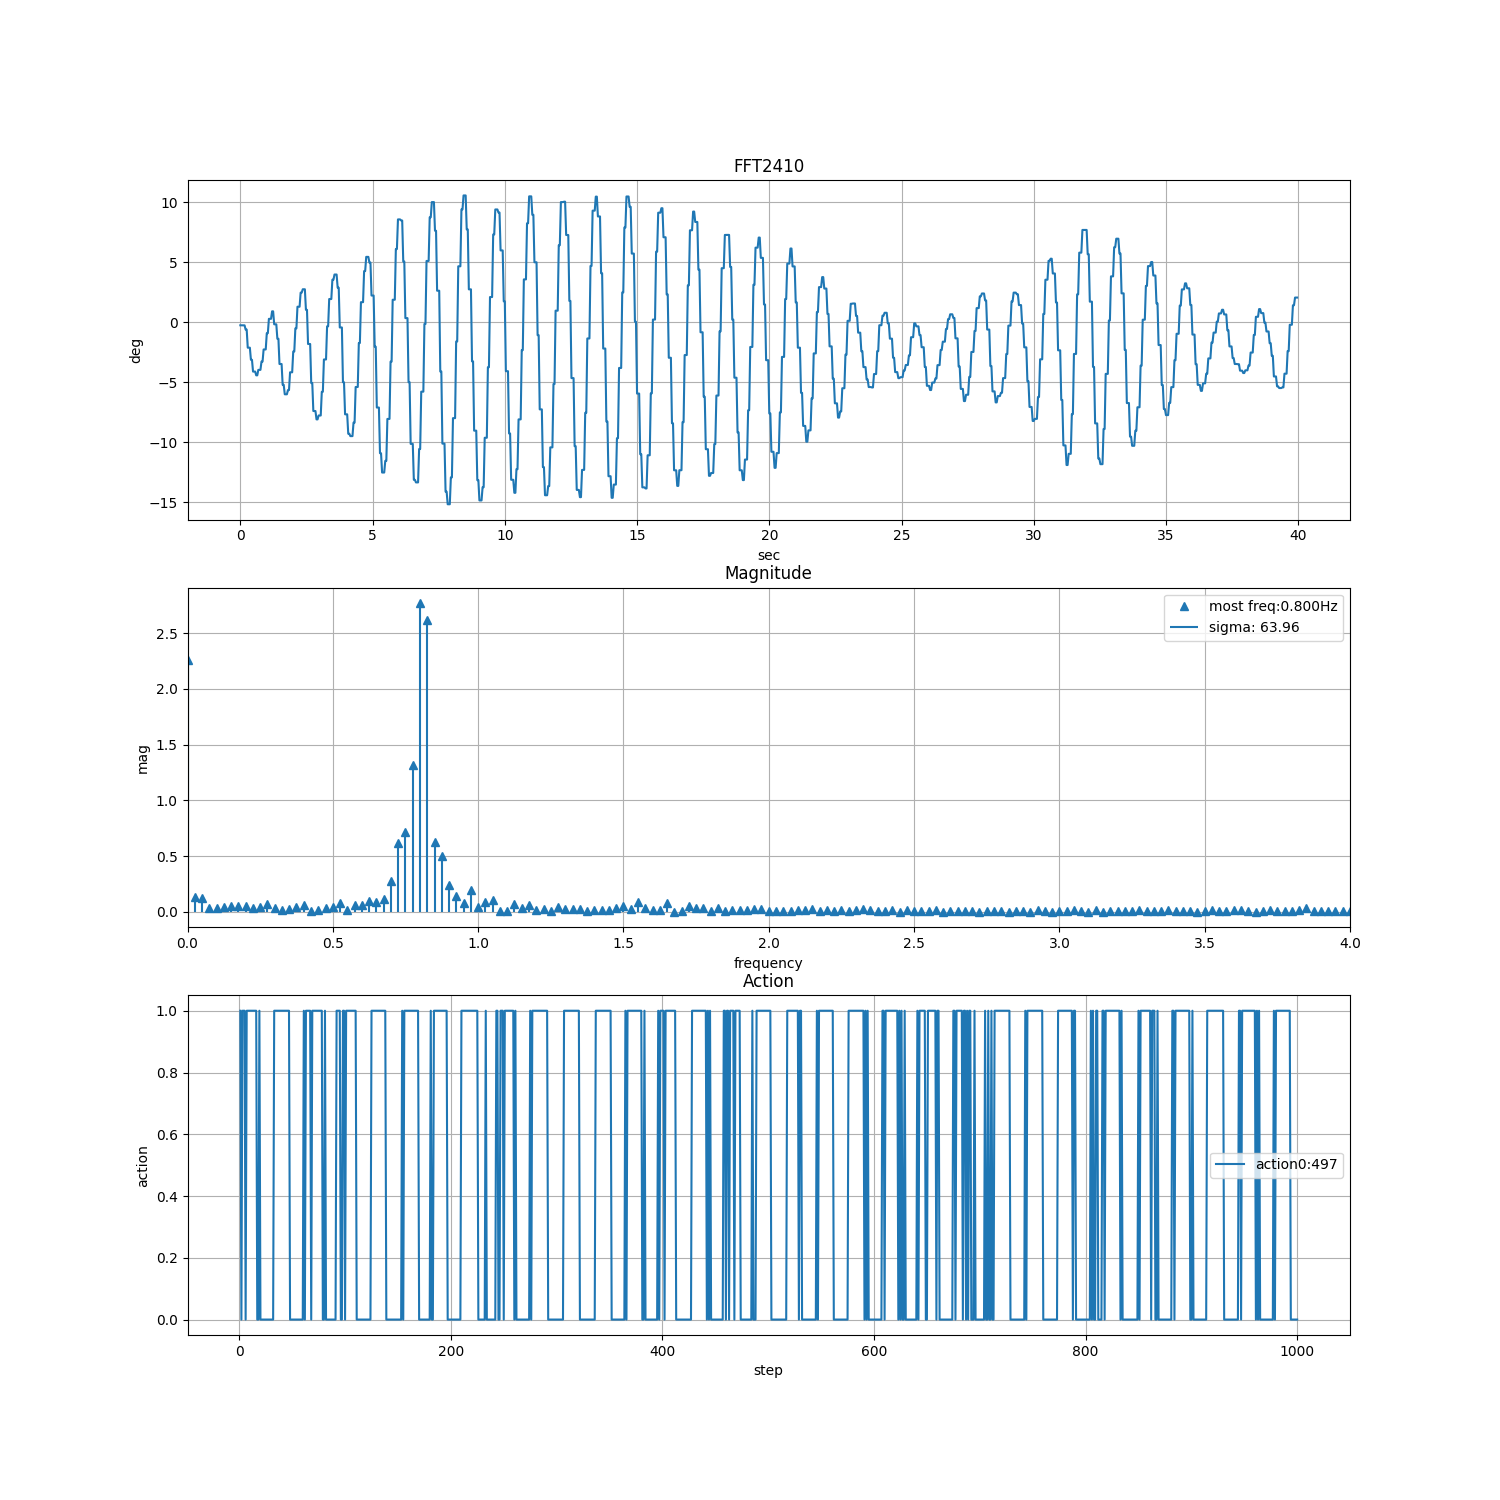 FFT2410
10
5
0
−5
−10
−15
deg
0 5 10 15 20 25 30 35 40
sec
Magnitude
most freq:0.800Hz
sigma: 63.96
2.5
2.0
1.5
1.0
0.5
0.0
mag
0.0 0.5 1.0 1.5 2.0 2.5 3.0 3.5 4.0
frequency
Action
1.0
0.8
0.6
0.4
0.2
0.0
action
action0:497
0 200 400 600 800 1000
step